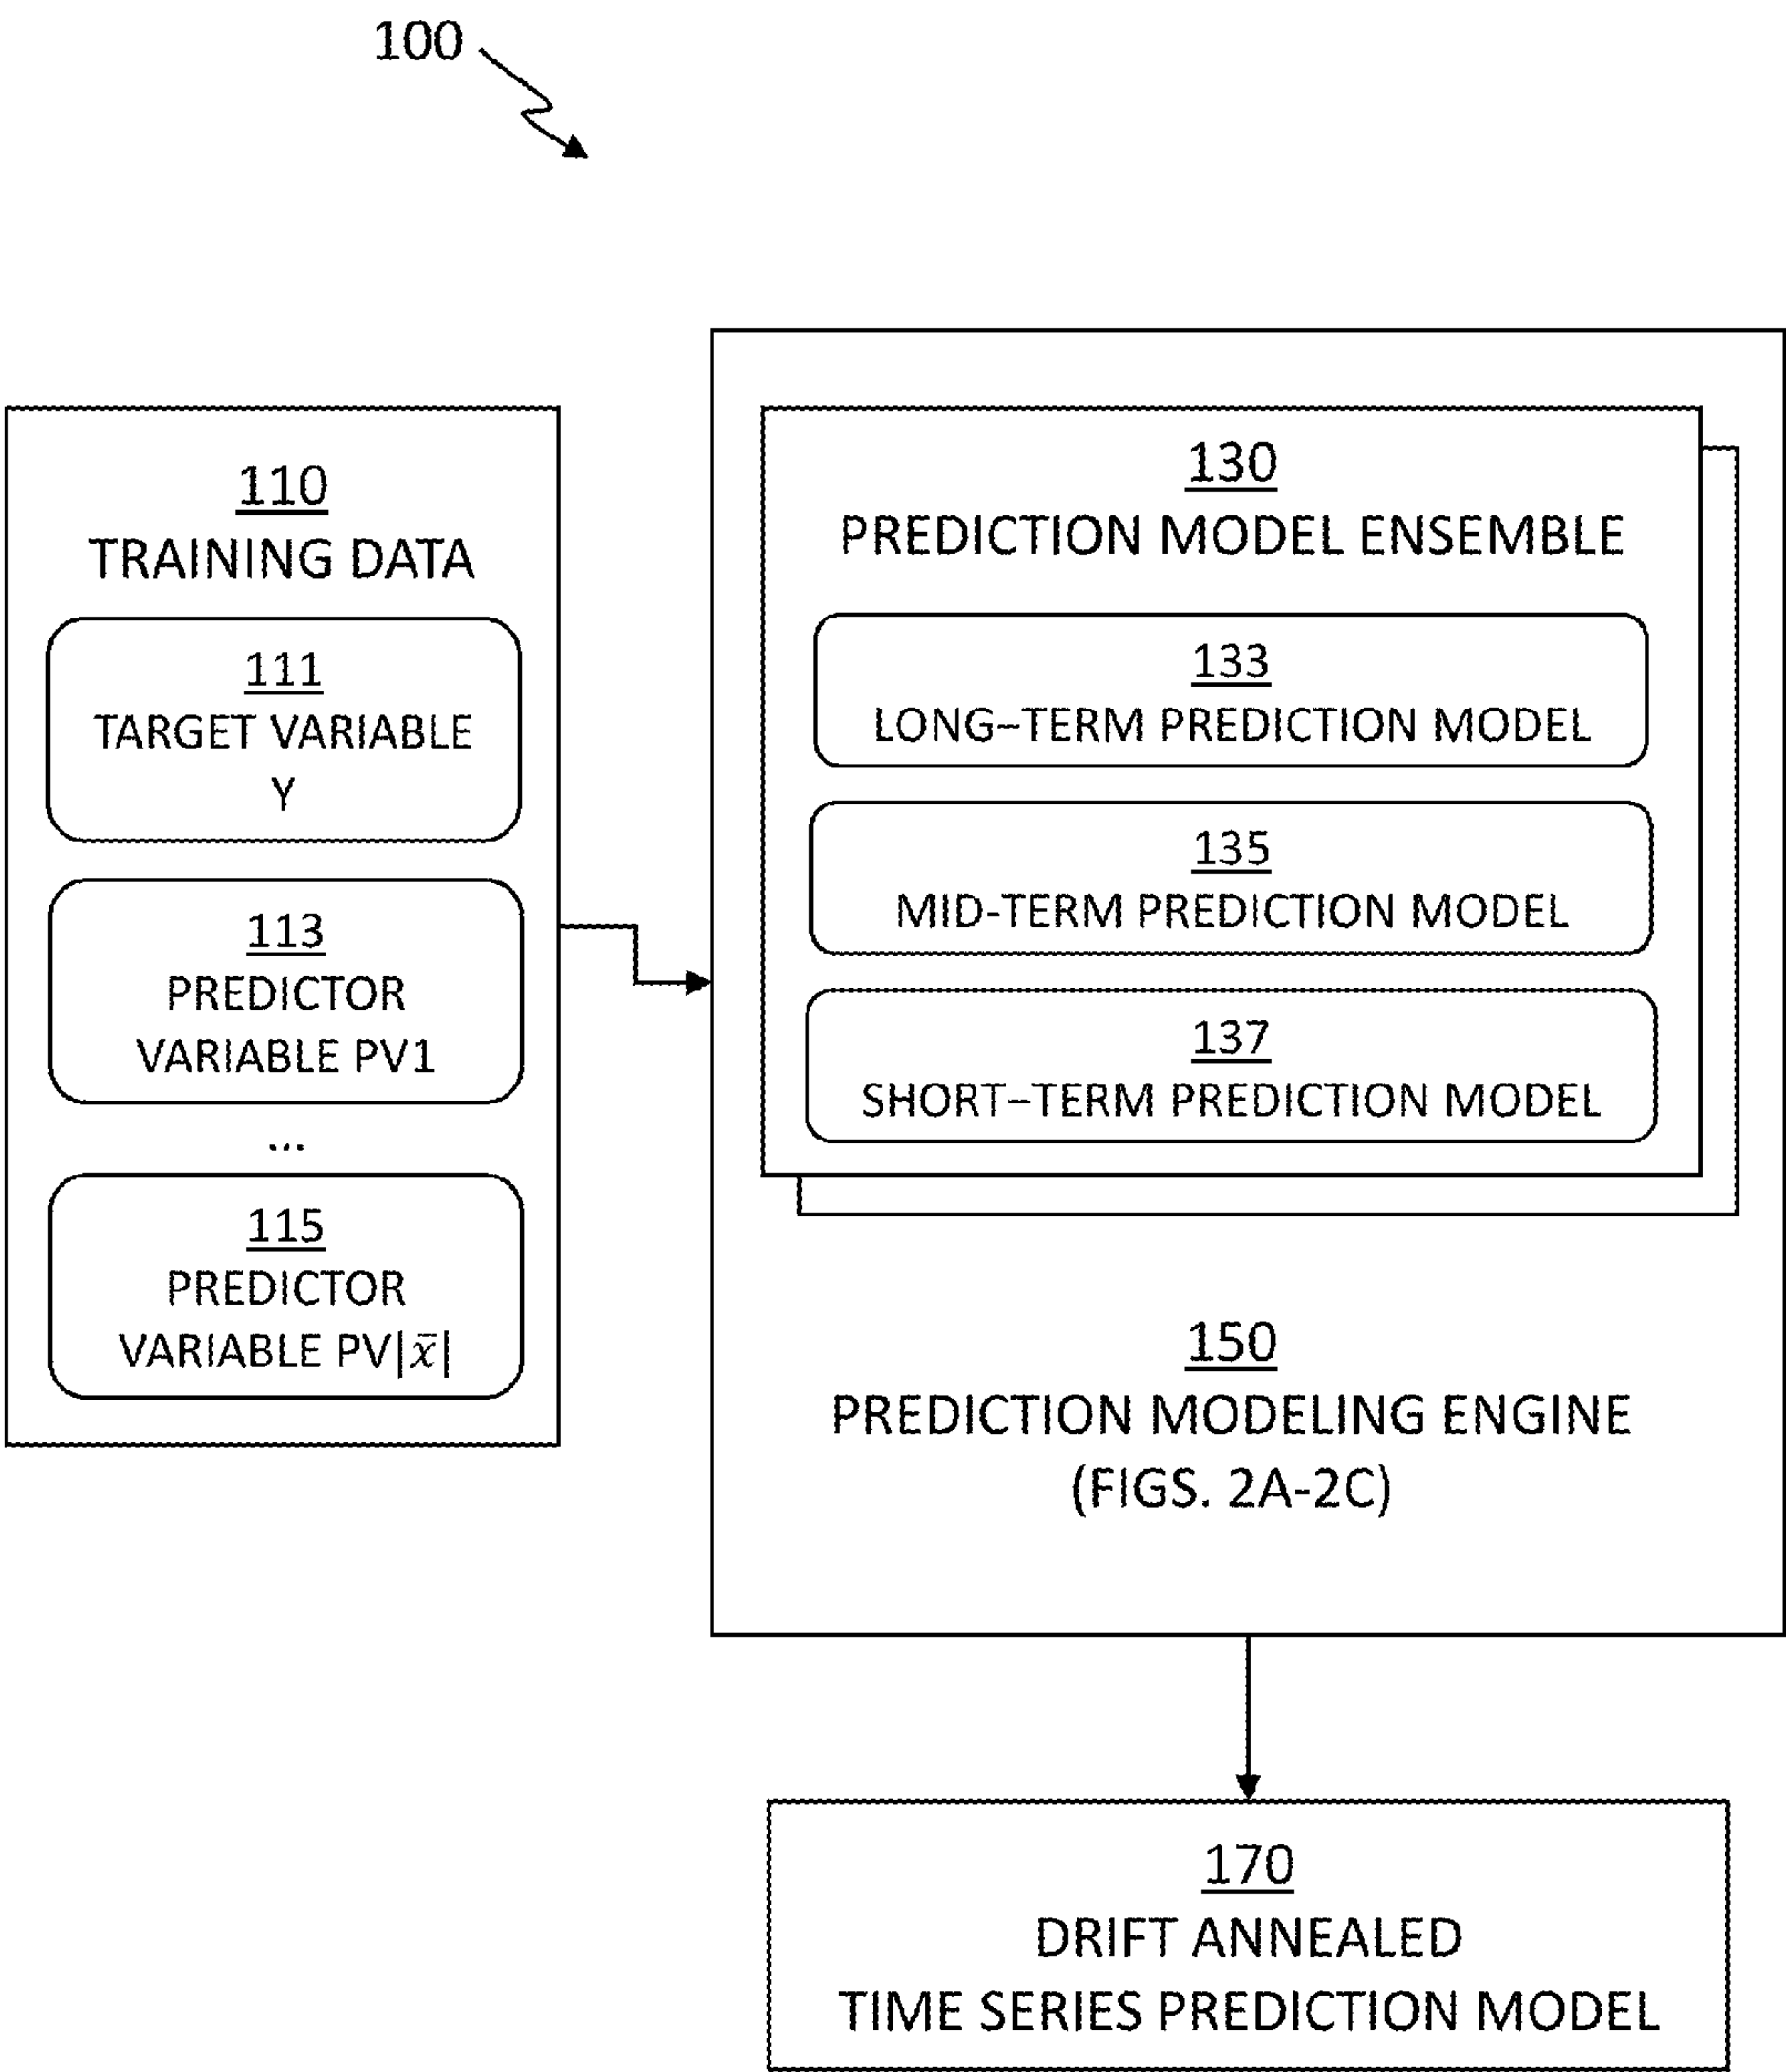 100
110
TRAINING DATA
111
TARGET VARIABLE
Y
113
PREDICTOR
VARIABLE PV1
...
115
PREDICTOR
VARIABLE PV|x̄|
130
PREDICTION MODEL ENSEMBLE
133
LONG–TERM PREDICTION MODEL
135
MID-TERM PREDICTION MODEL
137
SHORT–TERM PREDICTION MODEL
150
PREDICTION MODELING ENGINE
(FIGS. 2A-2C)
170
DRIFT ANNEALED
TIME SERIES PREDICTION MODEL